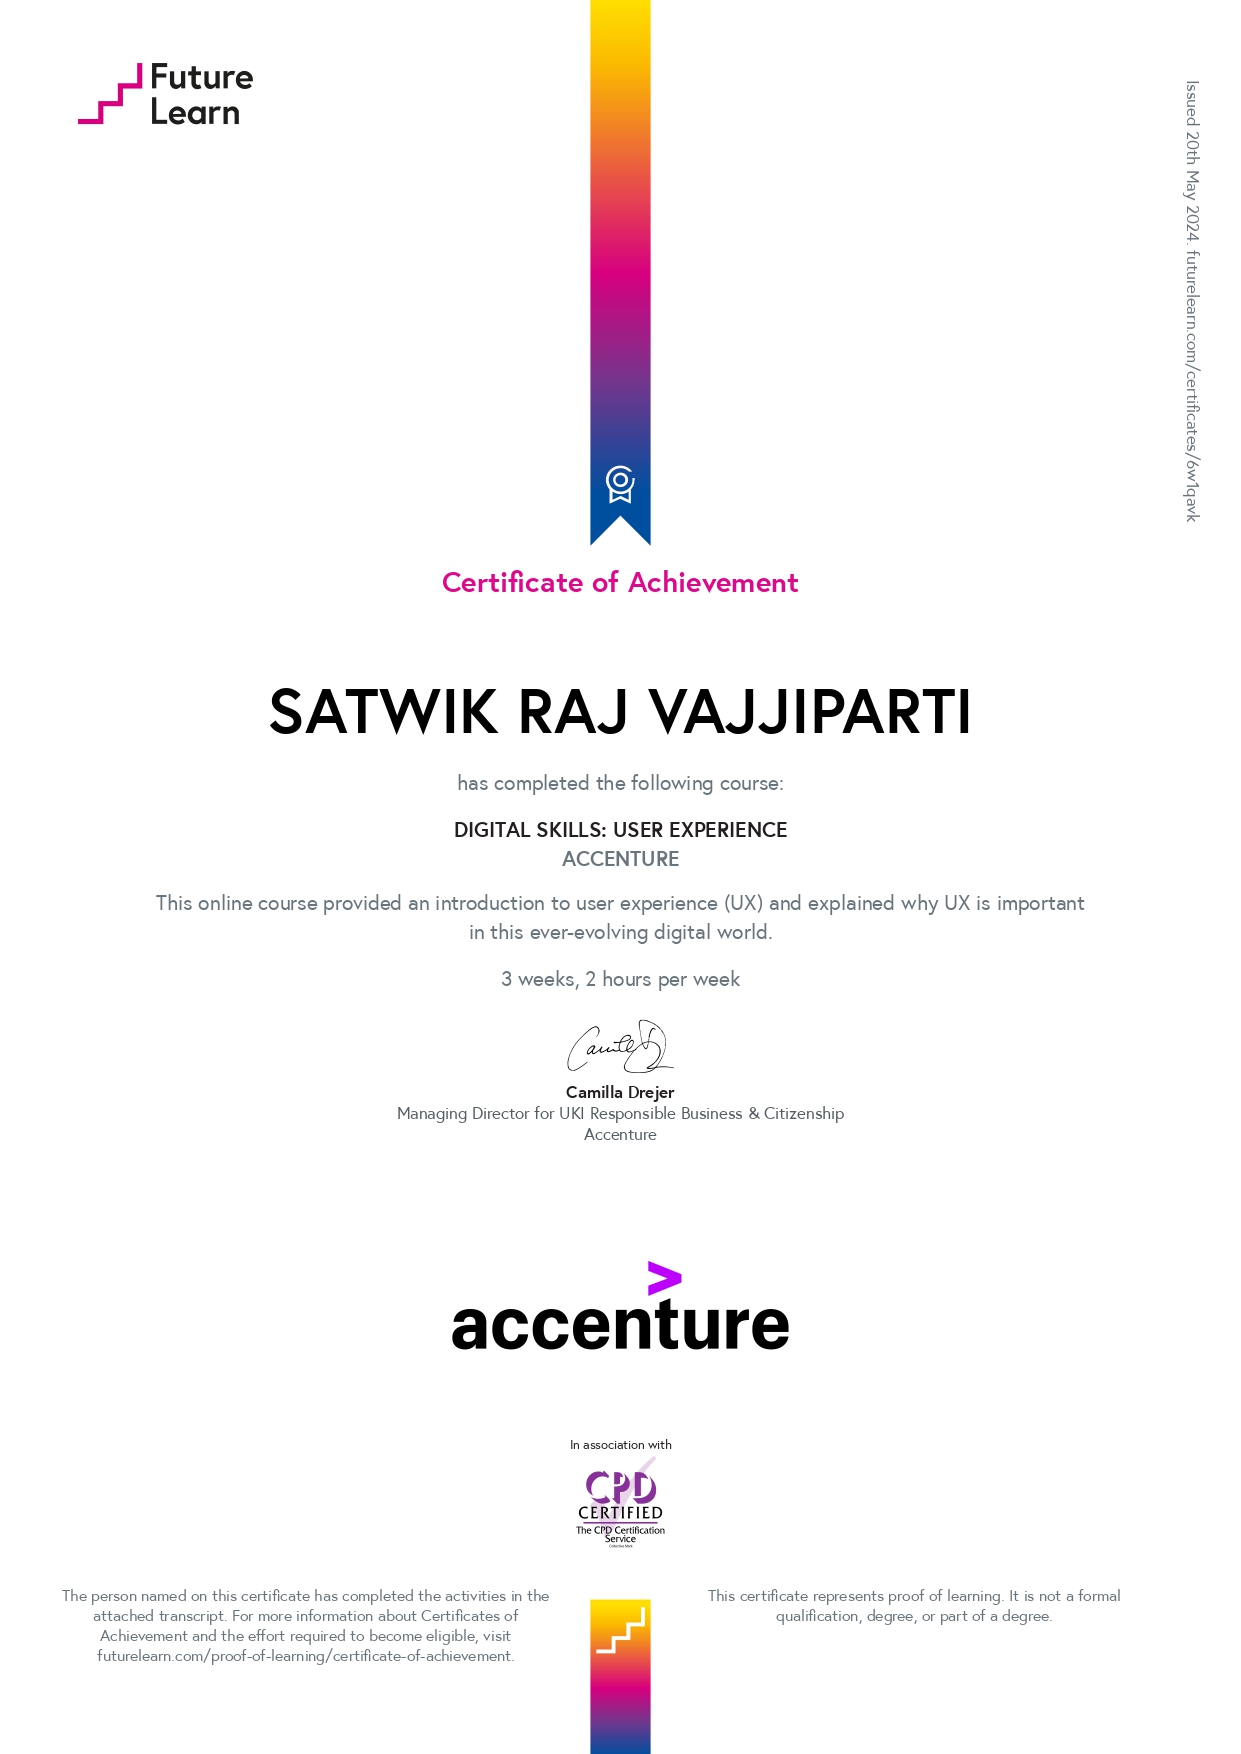 Future
Learn
Issued 20th May 2024. futurelearn.com/certificates/6w1qavk
Certificate of Achievement
SATWIK RAJ VAJJIPARTI
has completed the following course:
DIGITAL SKILLS: USER EXPERIENCE
ACCENTURE
This online course provided an introduction to user experience (UX) and explained why UX is important
in this ever-evolving digital world.
3 weeks, 2 hours per week
Camilla Drejer
Managing Director for UKI Responsible Business & Citizenship
Accenture
accenture
In association with
CPD
CERTIFIED
The CPD Certification
Service
Collective Mark
The person named on this certificate has completed the activities in the
attached transcript. For more information about Certificates of
Achievement and the effort required to become eligible, visit
futurelearn.com/proof-of-learning/certificate-of-achievement.
This certificate represents proof of learning. It is not a formal
qualification, degree, or part of a degree.